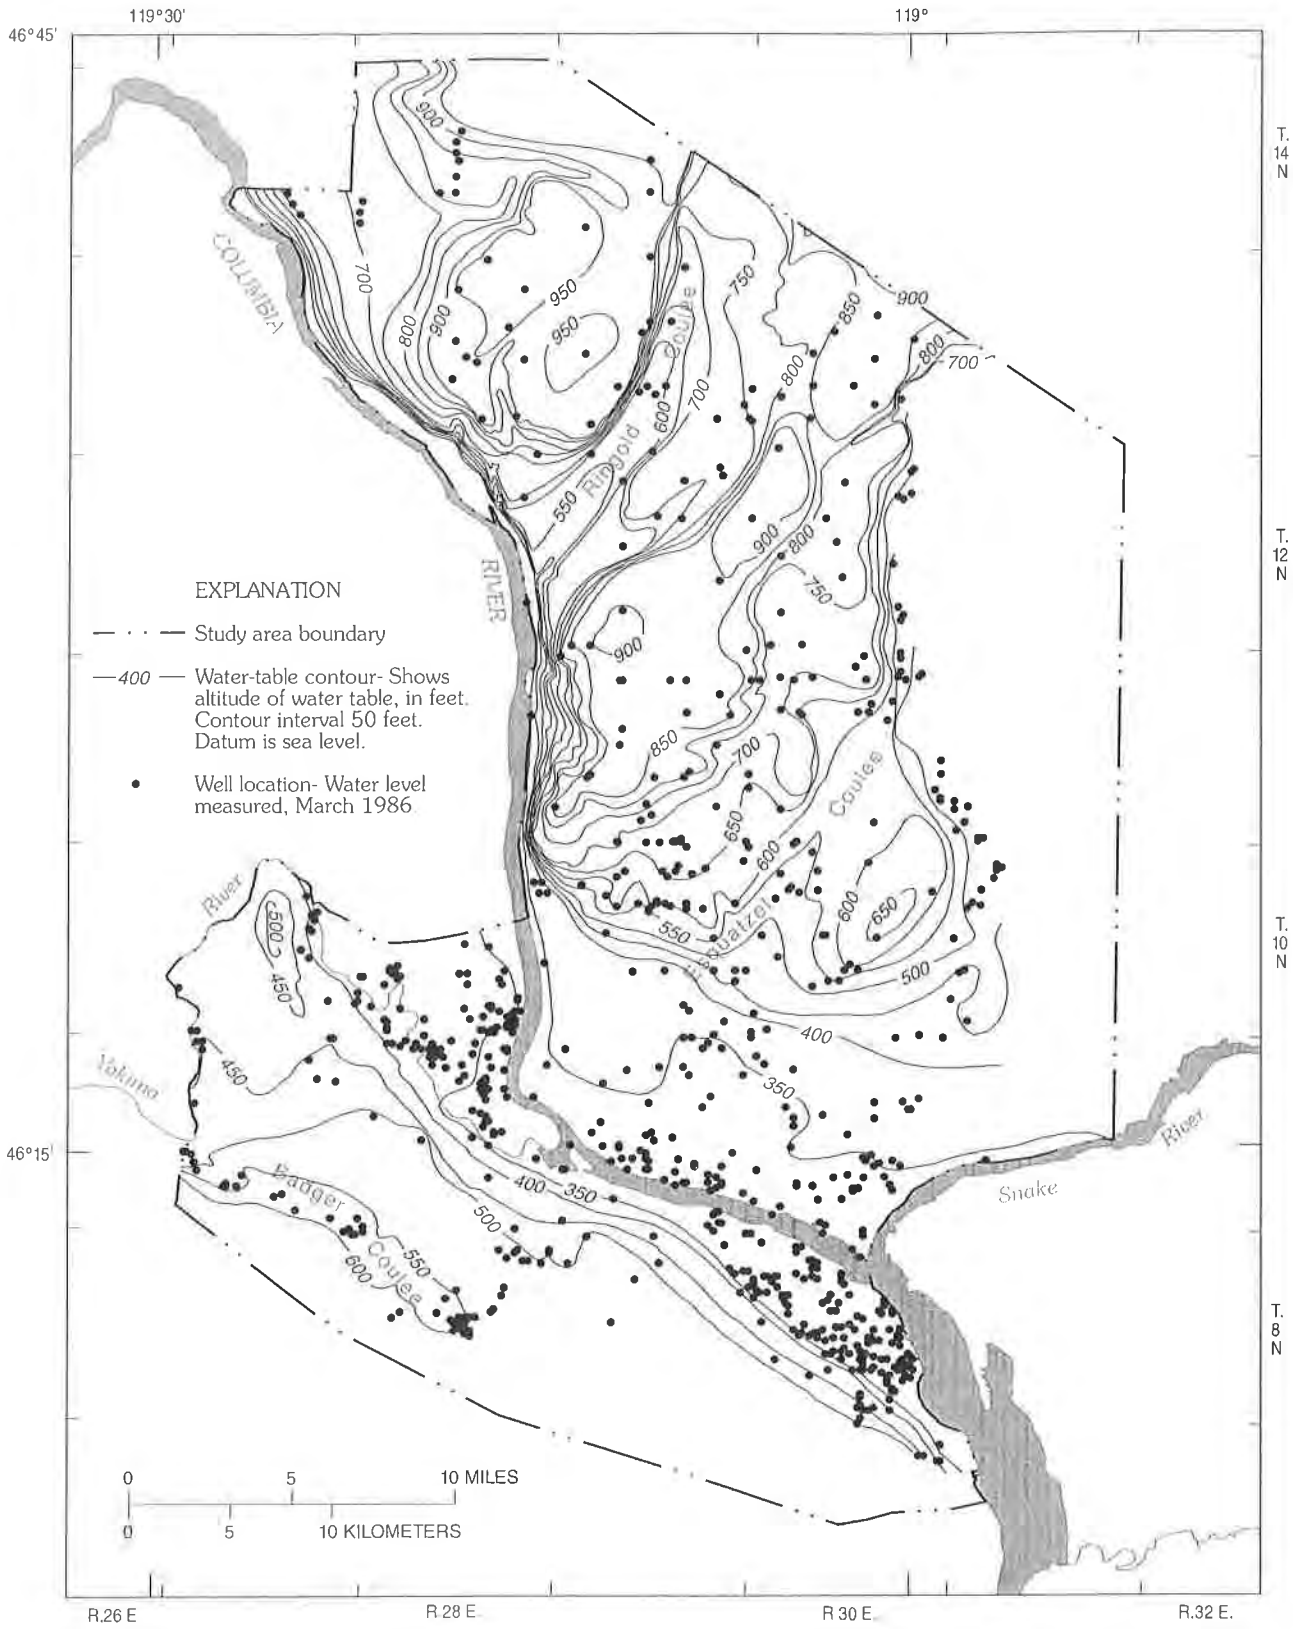 119°30'
119°
46°45'
T.
14
N
900
COLUMBIA
700
800
900
950
950
Coulee
750
850
900
800
700
800
700
600
Ringold
550
900
800
T.
12
N
750
RIVER
EXPLANATION
Study area boundary
400
Water-table contour- Shows
altitude of water table, in feet.
Contour interval 50 feet.
Datum is sea level.
Well location- Water level
measured, March 1986
900
850
700
Coulee
650
600
600
650
River
500
550
450
500
T.
10
N
400
450
350
Yakima
46°15'
River
Snake
Badger
400
350
500
Coulee
550
600
T.
8
N
0
5
10 MILES
0
5
10 KILOMETERS
R.26 E
R 28 E.
R 30 E.
R.32 E.